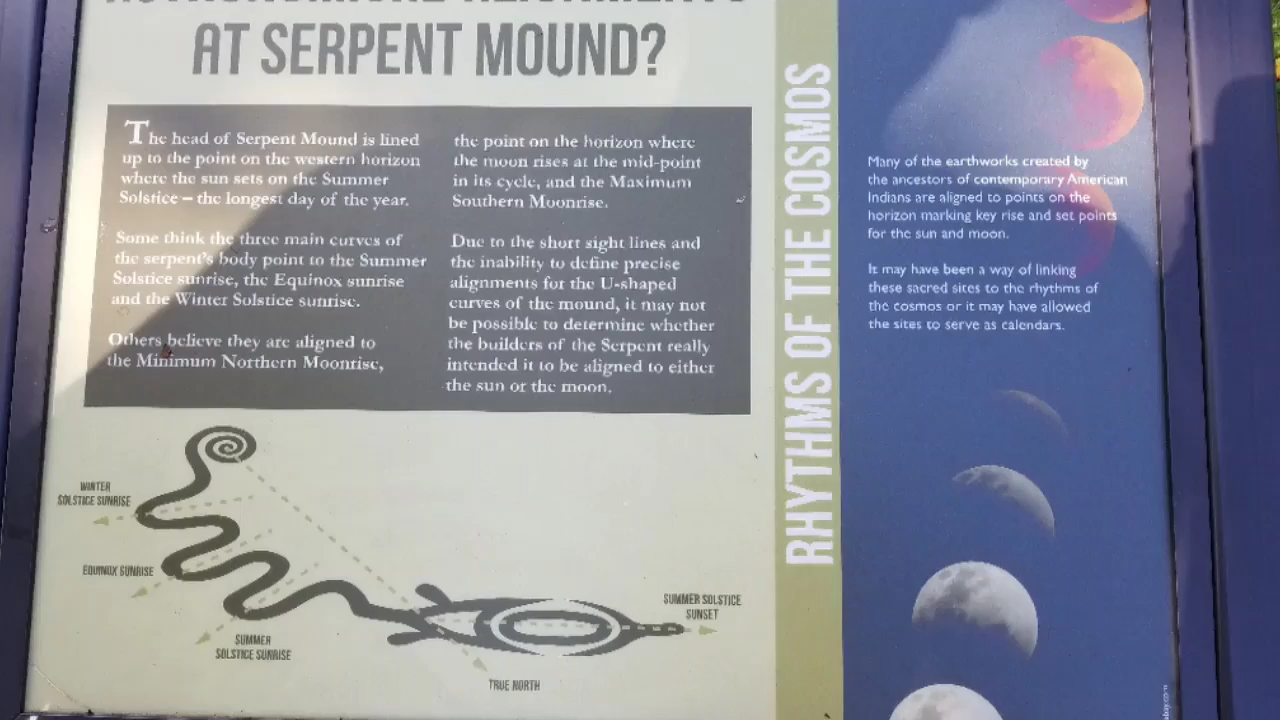 AT SERPENT MOUND?
The head of Serpent Mound is lined
up to the point on the western horizon
where the sun sets on the Summer
Solstice – the longest day of the year.
Some think the three main curves of
the serpent's body point to the Summer
Solstice sunrise, the Equinox sunrise
and the Winter Solstice sunrise.
Others believe they are aligned to
the Minimum Northern Moonrise,
the point on the horizon where
the moon rises at the mid-point
in its cycle, and the Maximum
Southern Moonrise.
Due to the short sight lines and
the inability to define precise
alignments for the U-shaped
curves of the mound, it may not
be possible to determine whether
the builders of the Serpent really
intended it to be aligned to either
the sun or the moon.
WINTER
SOLSTICE SUNRISE
EQUINOX SUNRISE
SUMMER
SOLSTICE SUNRISE
TRUE NORTH
SUMMER SOLSTICE
SUNSET
RHYTHMS OF THE COSMOS
Many of the earthworks created by
the ancestors of contemporary American
Indians are aligned to points on the
horizon marking key rise and set points
for the sun and moon.
It may have been a way of linking
these sacred sites to the rhythms of
the cosmos or it may have allowed
the sites to serve as calendars.